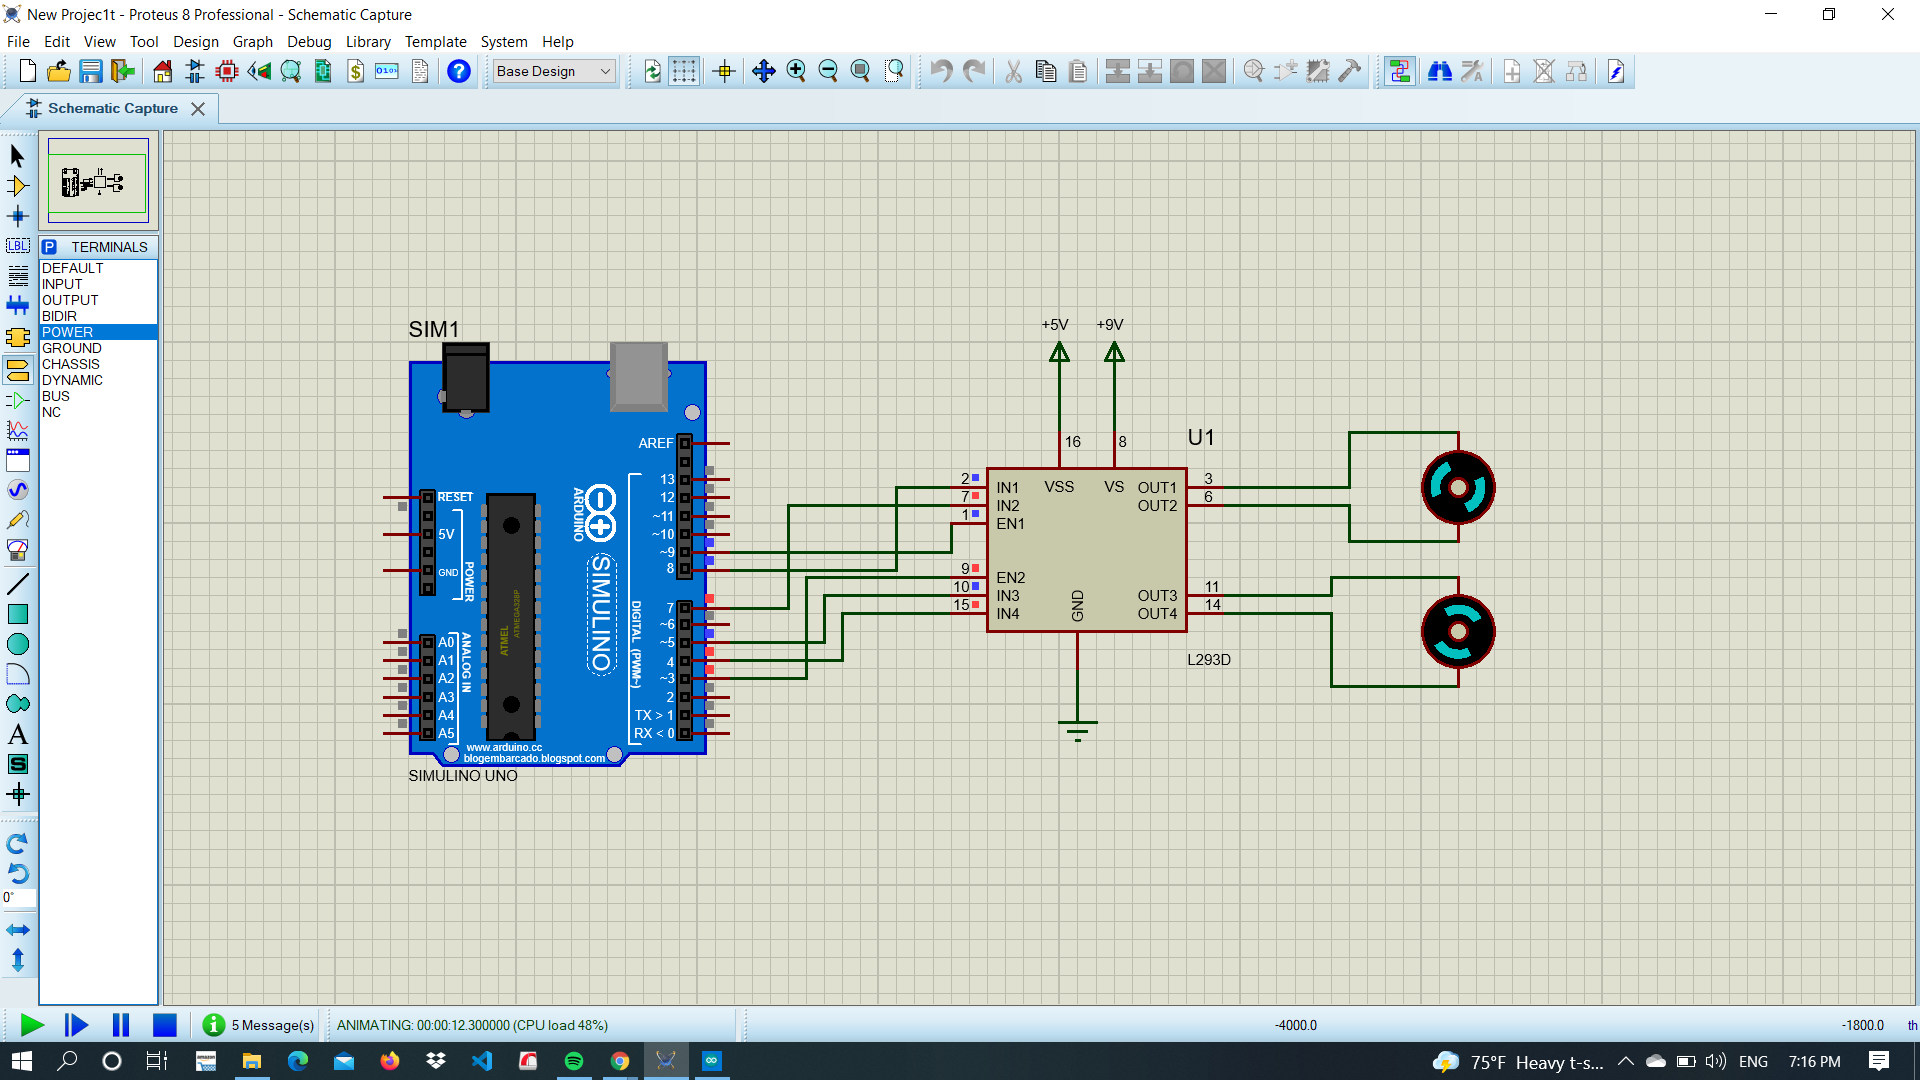 New Projec1t - Proteus 8 Professional - Schematic Capture
File Edit View Tool Design Graph Debug Library Template System Help
Base Design
Schematic Capture
TERMINALS
DEFAULT
INPUT
OUTPUT
BIDIR
POWER
GROUND
CHASSIS
DYNAMIC
BUS
NC
LBL
0°
SIM1
AREF
13
12
~11
~10
~9
8
7
~6
~5
4
~3
2
TX > 1
RX < 0
RESET
5V
GND
POWER
A0
A1
A2
A3
A4
A5
ANALOG IN
ARDUINO
SIMULINO
DIGITAL (PWM~)
ATMEL
ATMEGA328P
www.arduino.cc
blogembarcado.blogspot.com
SIMULINO UNO
+5V +9V
16 8
U1
2 IN1 VSS VS OUT1 3
7 IN2 OUT2 6
1 EN1
9 EN2
10 IN3 OUT3 11
15 IN4 OUT4 14
GND
L293D
5 Message(s)
ANIMATING: 00:00:12.300000 (CPU load 48%)
-4000.0
-1800.0
th
75°F Heavy t-s...
ENG
7:16 PM